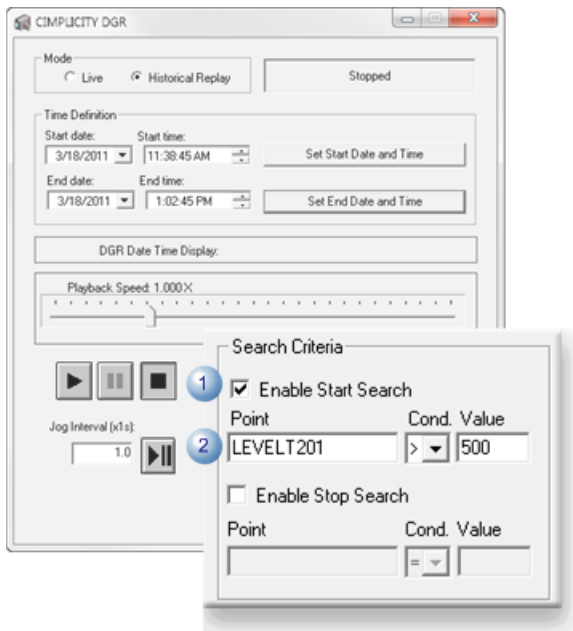 CIMPLICITY DGR
Mode
Live Historical Replay
Stopped
Time Definition
Start date: Start time:
3/18/2011 11:38:45 AM Set Start Date and Time
End date: End time:
3/18/2011 1:02:45 PM Set End Date and Time
DGR Date Time Display:
Playback Speed: 1.000X
Jog Interval (x1s):
1.0
Search Criteria
1 Enable Start Search
Point Cond. Value
2 LEVELT201 > 500
Enable Stop Search
Point Cond. Value
=